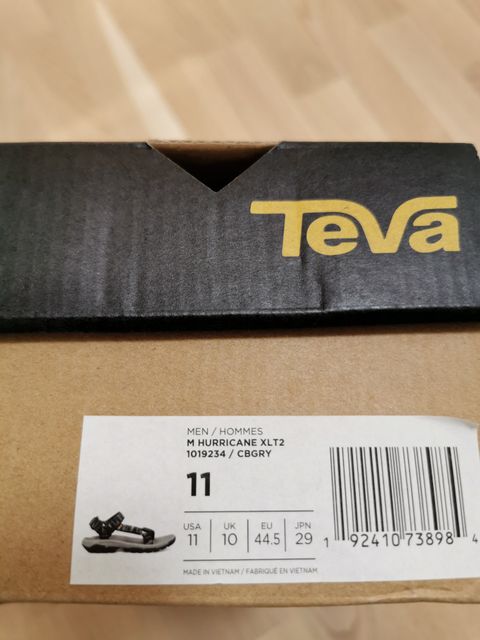 Teva
MEN / HOMMES
M HURRICANE XLT2
1019234 / CBGRY
11
USA UK EU JPN
11 10 44.5 29
1 92410 73898 4
MADE IN VIETNAM / FABRIQUÉ EN VIETNAM